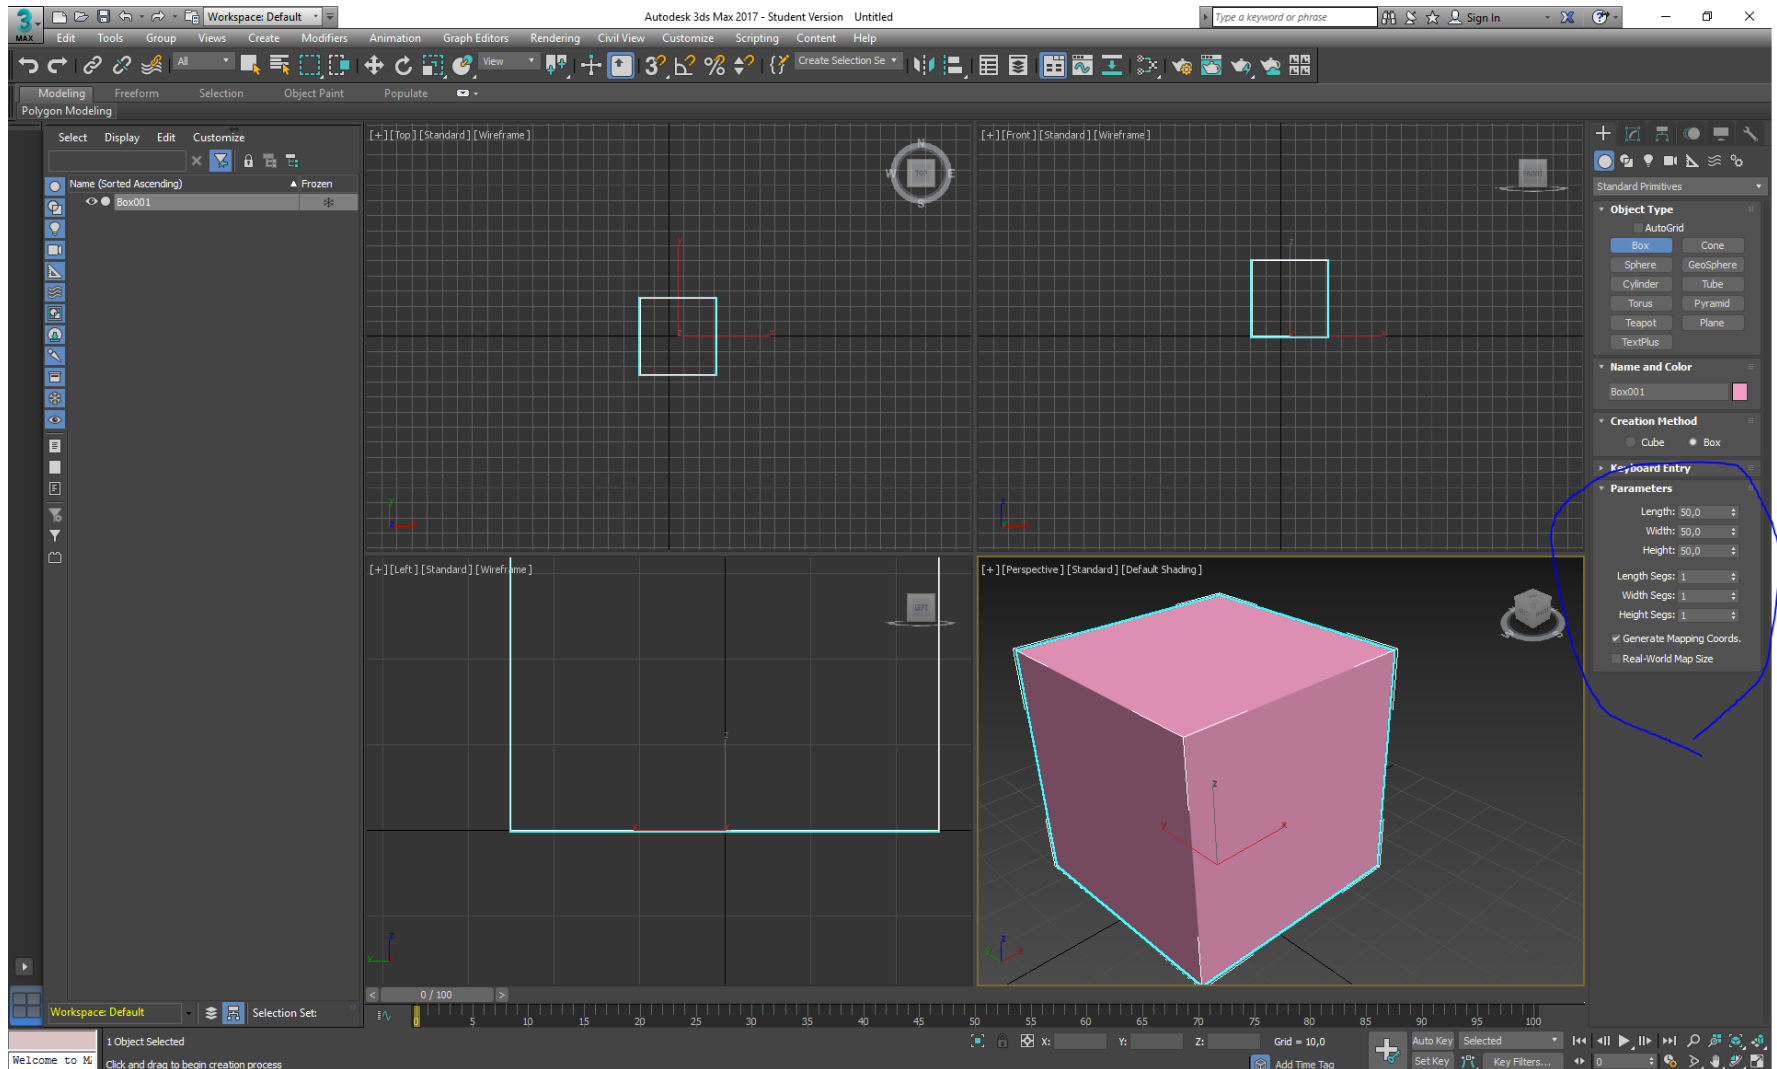 Workspace: Default
Autodesk 3ds Max 2017 - Student Version Untitled
Type a keyword or phrase
Sign In
3
MAX
Edit Tools Group Views Create Modifiers Animation Graph Editors Rendering Civil View Customize Scripting Content Help
All
View
Create Selection Se
Modeling Freeform Selection Object Paint Populate
Polygon Modeling
Select Display Edit Customize
Name (Sorted Ascending) Frozen
Box001
[+] [Top] [Standard] [Wireframe]
N
W TOP E
S
y
z x
[+] [Front] [Standard] [Wireframe]
FRONT
z
x
[+] [Left] [Standard] [Wireframe]
LEFT
z
[+] [Perspective] [Standard] [Default Shading]
z
y x
Standard Primitives
Object Type
AutoGrid
Box Cone
Sphere GeoSphere
Cylinder Tube
Torus Pyramid
Teapot Plane
TextPlus
Name and Color
Box001
Creation Method
Cube Box
Keyboard Entry
Parameters
Length: 50,0
Width: 50,0
Height: 50,0
Length Segs: 1
Width Segs: 1
Height Segs: 1
Generate Mapping Coords.
Real-World Map Size
< 0 / 100 >
Workspace: Default
Selection Set:
0 5 10 15 20 25 30 35 40 45 50 55 60 65 70 75 80 85 90 95 100
1 Object Selected
X: Y: Z: Grid = 10,0
Auto Key Selected
Welcome to M
Click and drag to begin creation process
Add Time Tag
Set Key Key Filters...
0